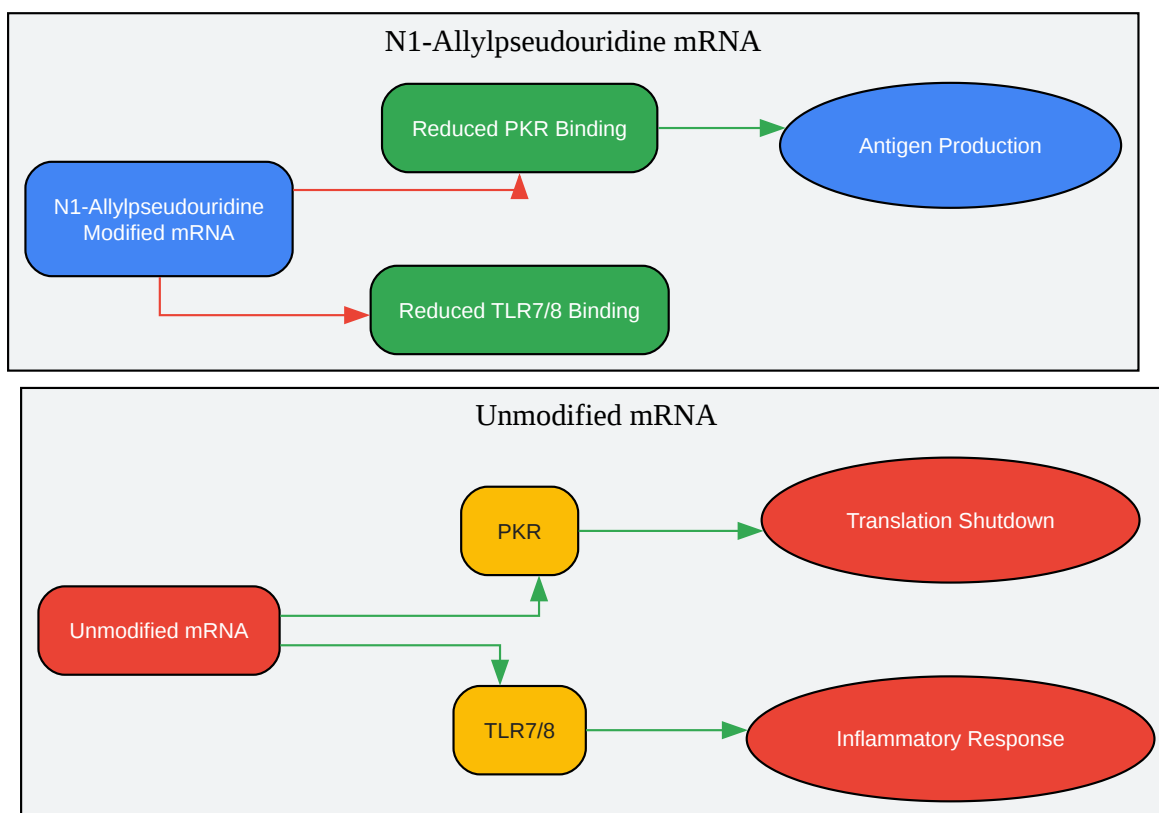 N1-Allylpseudouridine mRNA
Reduced PKR Binding
Antigen Production
N1-Allylpseudouridine
Modified mRNA
Reduced TLR7/8 Binding
Unmodified mRNA
PKR
Translation Shutdown
Unmodified mRNA
TLR7/8
Inflammatory Response